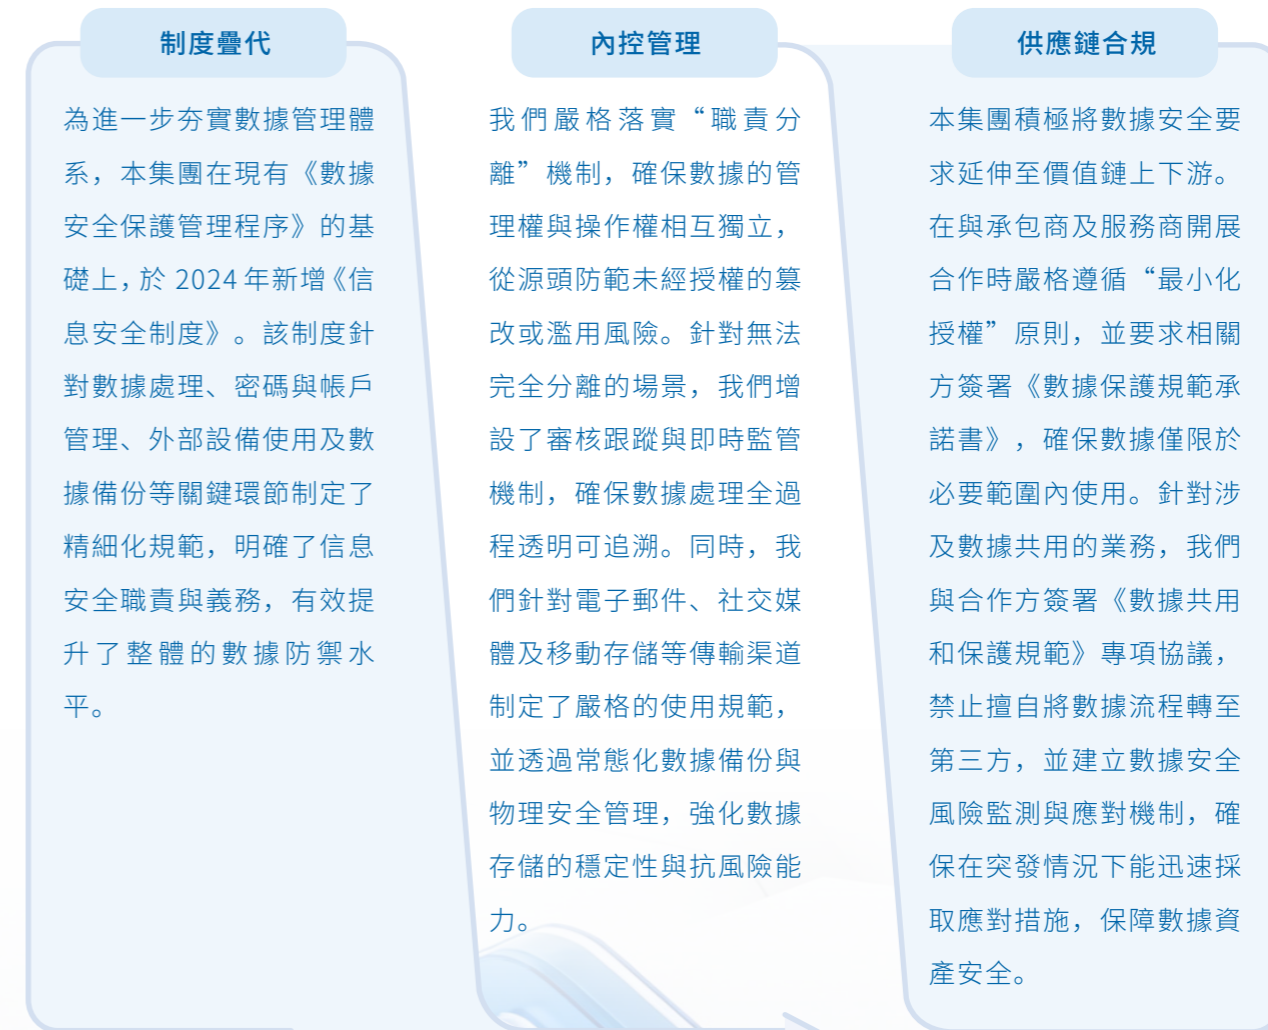 制度疊代
為進一步夯實數據管理體
系，本集團在現有《數據
安全保護管理程序》的基
礎上，於 2024 年新增《信
息安全制度》。該制度針
對數據處理、密碼與帳戶
管理、外部設備使用及數
據備份等關鍵環節制定了
精細化規範，明確了信息
安全職責與義務，有效提
升了整體的數據防禦水
平。
內控管理
我們嚴格落實“職責分
離”機制，確保數據的管
理權與操作權相互獨立，
從源頭防範未經授權的篡
改或濫用風險。針對無法
完全分離的場景，我們增
設了審核跟蹤與即時監管
機制，確保數據處理全過
程透明可追溯。同時，我
們針對電子郵件、社交媒
體及移動存儲等傳輸渠道
制定了嚴格的使用規範，
並透過常態化數據備份與
物理安全管理，強化數據
存儲的穩定性與抗風險能
力。
供應鏈合規
本集團積極將數據安全要
求延伸至價值鏈上下游。
在與承包商及服務商開展
合作時嚴格遵循“最小化
授權”原則，並要求相關
方簽署《數據保護規範承
諾書》，確保數據僅限於
必要範圍內使用。針對涉
及數據共用的業務，我們
與合作方簽署《數據共用
和保護規範》專項協議，
禁止擅自將數據流程轉至
第三方，並建立數據安全
風險監測與應對機制，確
保在突發情況下能迅速採
取應對措施，保障數據資
產安全。